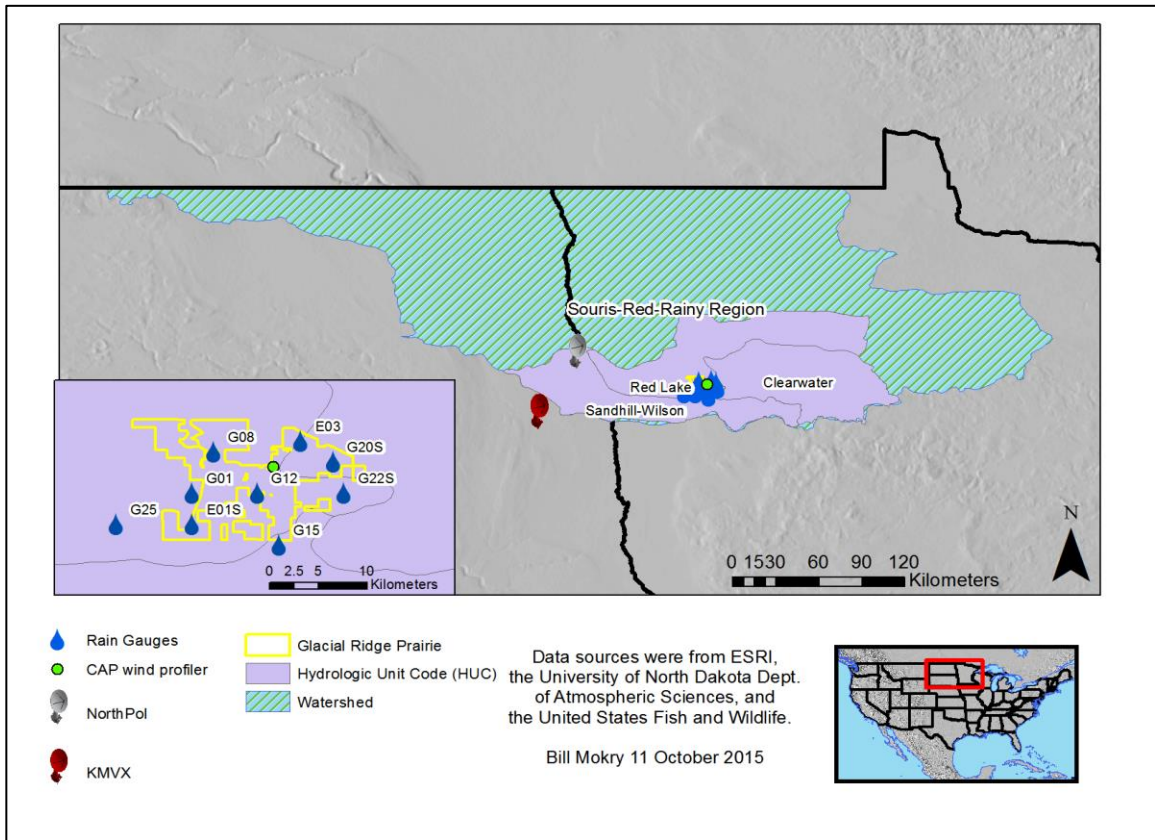 Souris-Red-Rainy Region
Red Lake
Clearwater
Sandhill-Wilson
E03
G08
G20S
G01
G12
G22S
G25
E01S
G15
0 2.5 5 10
Kilometers
N
0 15 30 60 90 120
Kilometers
Rain Gauges
CAP wind profiler
NorthPol
KMVX
Glacial Ridge Prairie
Hydrologic Unit Code (HUC)
Watershed
Data sources were from ESRI,
the University of North Dakota Dept.
of Atmospheric Sciences, and
the United States Fish and Wildlife.
Bill Mokry 11 October 2015